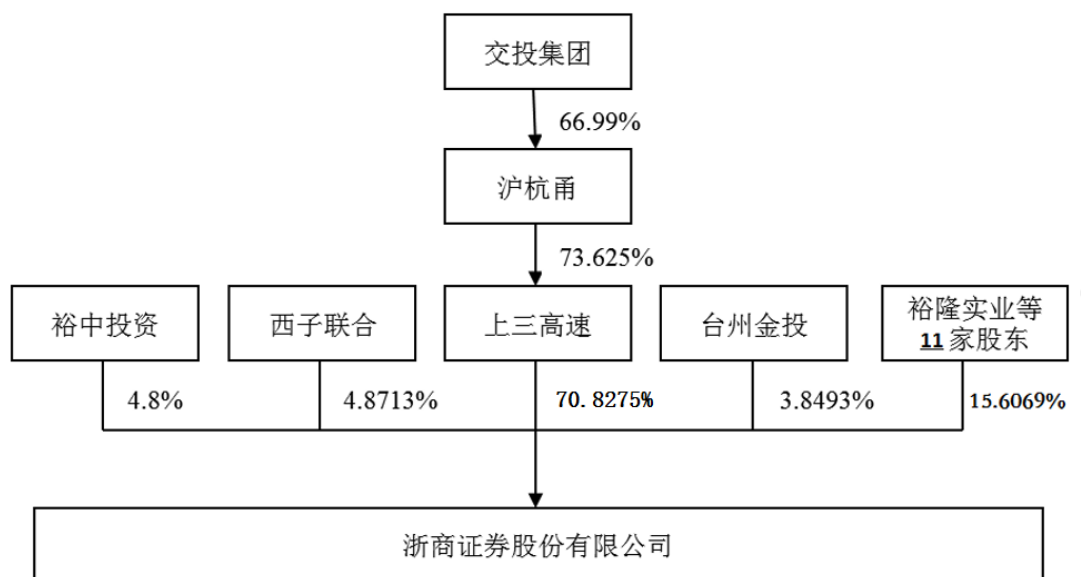 交投集团
66.99%
沪杭甬
73.625%
裕中投资
西子联合
上三高速
台州金投
裕隆实业等
11家股东
4.8%
4.8713%
70.8275%
3.8493%
15.6069%
浙商证券股份有限公司